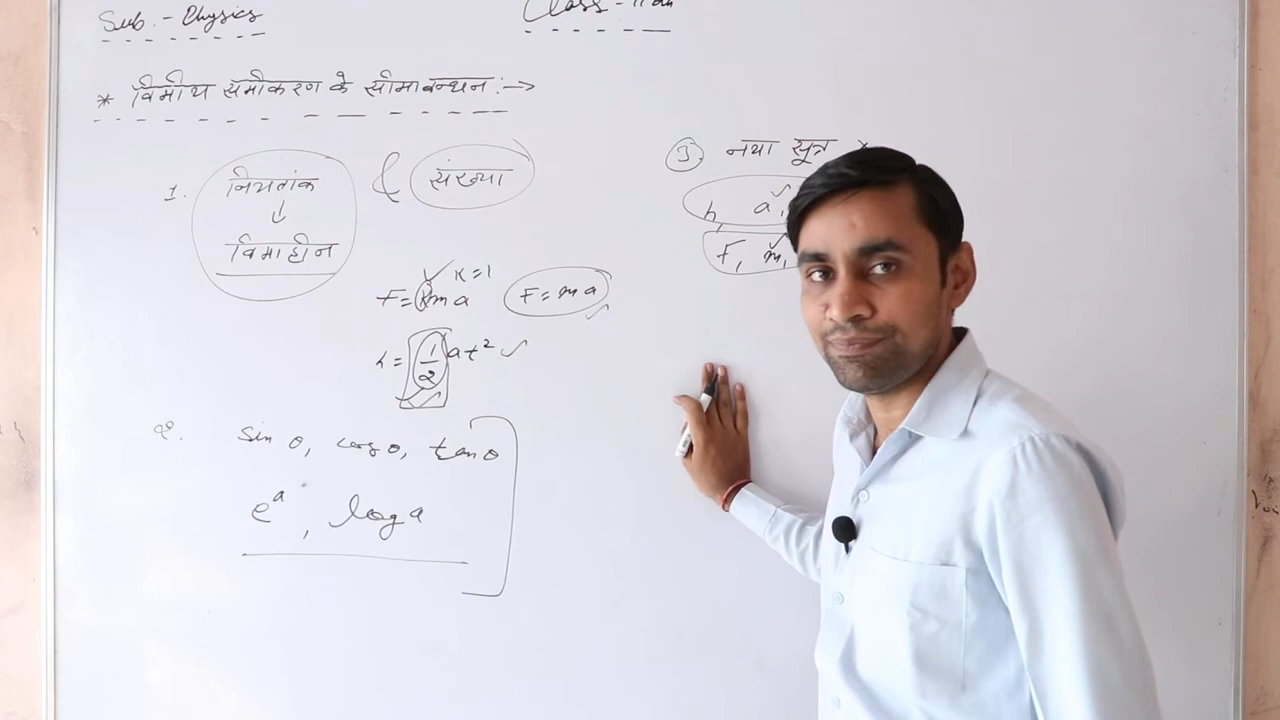 Sub. - Physics
Class - 11th
* विमीय समीकरण के सीमाबन्धन :→
1. नियतांक & संख्या
↓
विमाहीन
K=1
F=Kma F=ma ✓
h=1/2 at² ✓
2. sin θ, cos θ, tan θ
e^a, log a
3. नया सूत्र
h, a,
F, m,